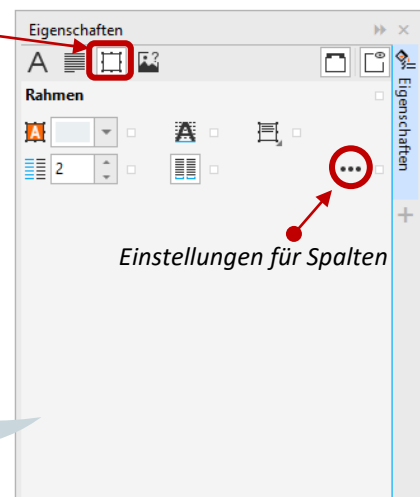 Eigenschaften
Rahmen
2
Einstellungen für Spalten
Eigenschaften